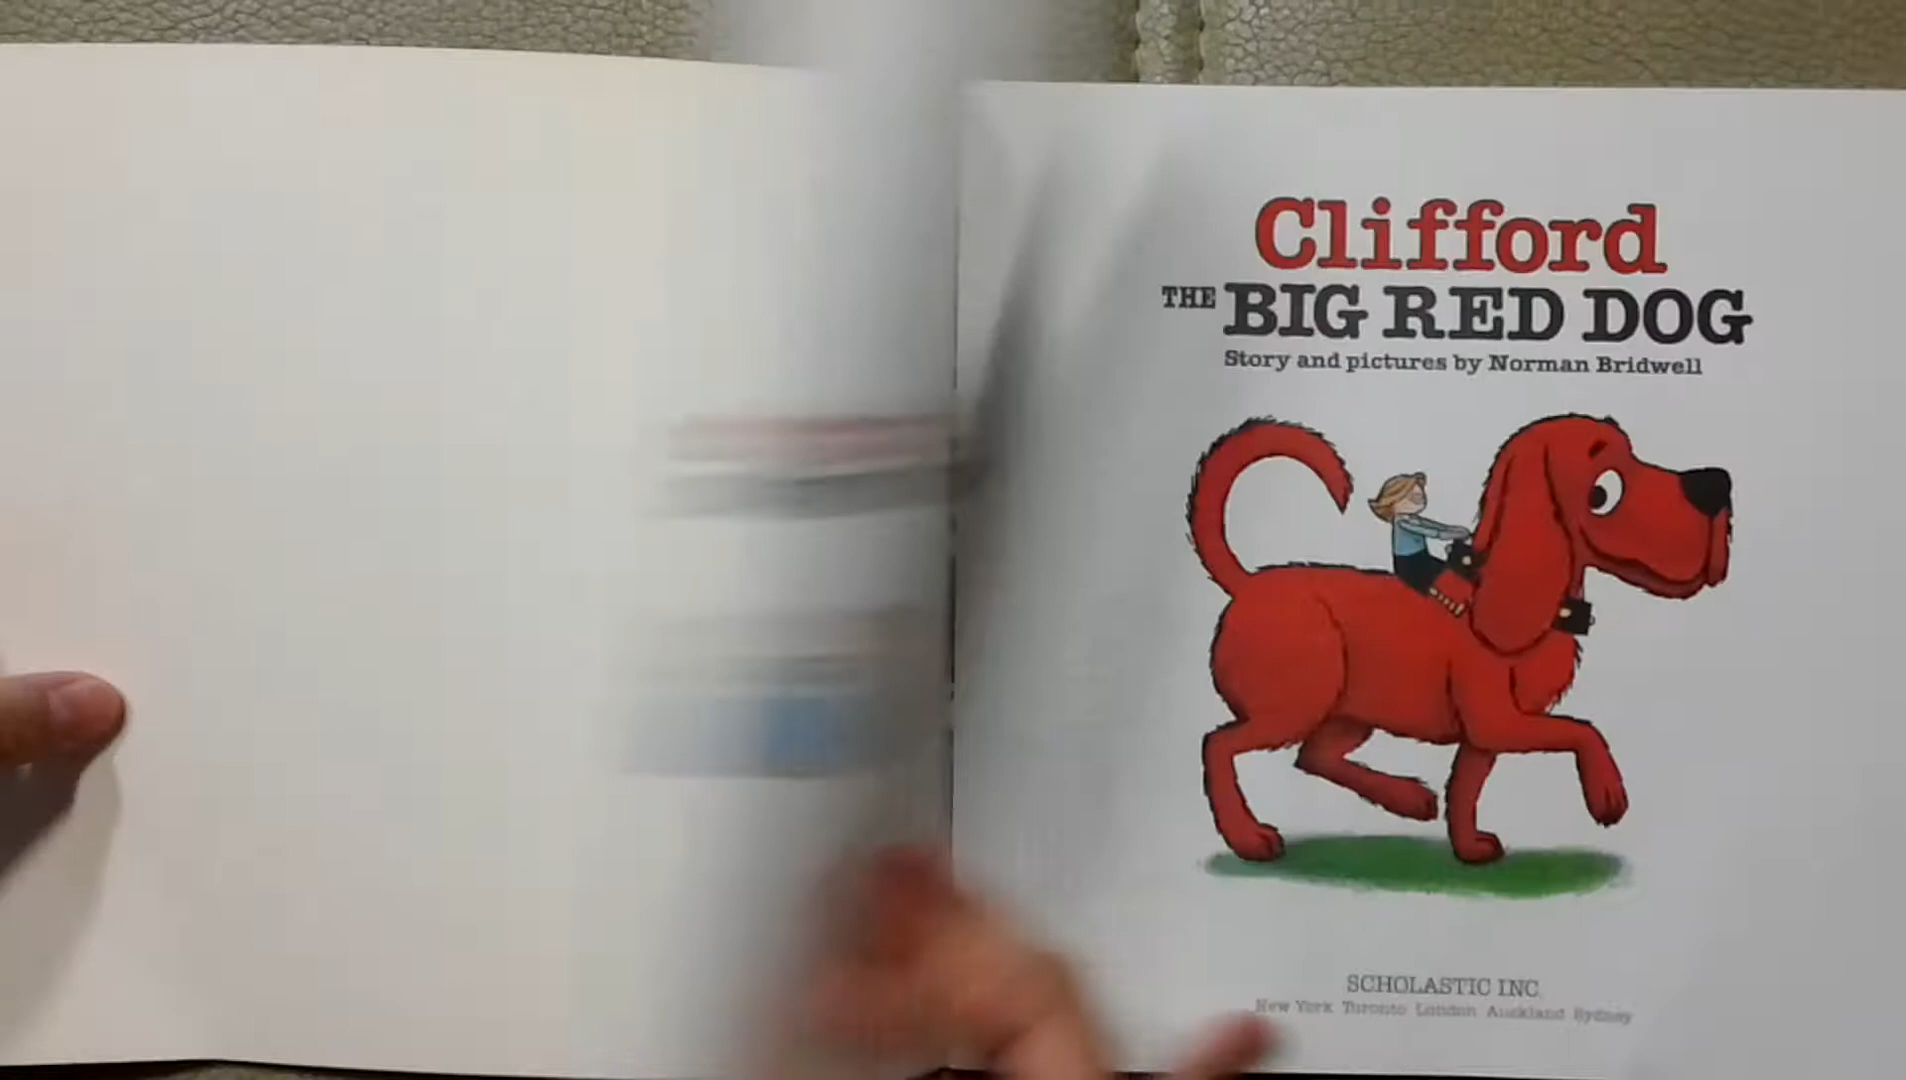 Clifford
THE BIG RED DOG
Story and pictures by Norman Bridwell
SCHOLASTIC INC.
New York Toronto London Auckland Sydney